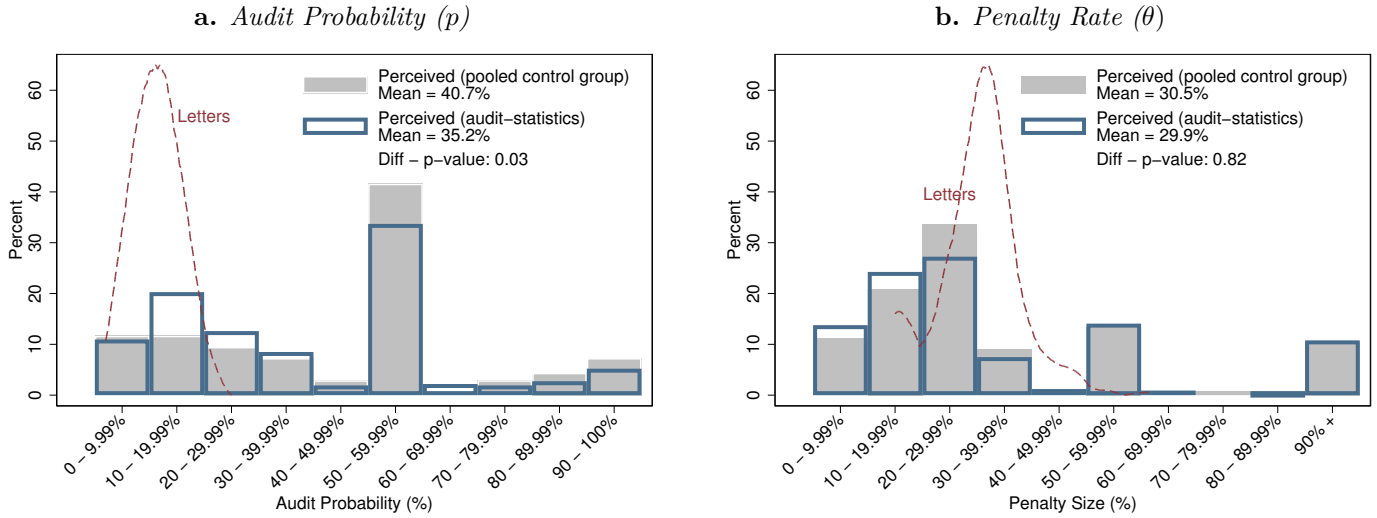 a. Audit Probability (p)
Percent
0
10
20
30
40
50
60
Letters
Perceived (pooled control group)
Mean = 40.7%
Perceived (audit−statistics)
Mean = 35.2%
Diff − p−value: 0.03
0 − 9.99%
10 − 19.99%
20 − 29.99%
30 − 39.99%
40 − 49.99%
50 − 59.99%
60 − 69.99%
70 − 79.99%
80 − 89.99%
90 − 100%
Audit Probability (%)
b. Penalty Rate (θ)
Percent
0
10
20
30
40
50
60
Letters
Perceived (pooled control group)
Mean = 30.5%
Perceived (audit−statistics)
Mean = 29.9%
Diff − p−value: 0.82
0 − 9.99%
10 − 19.99%
20 − 29.99%
30 − 39.99%
40 − 49.99%
50 − 59.99%
60 − 69.99%
70 − 79.99%
80 − 89.99%
90% +
Penalty Size (%)